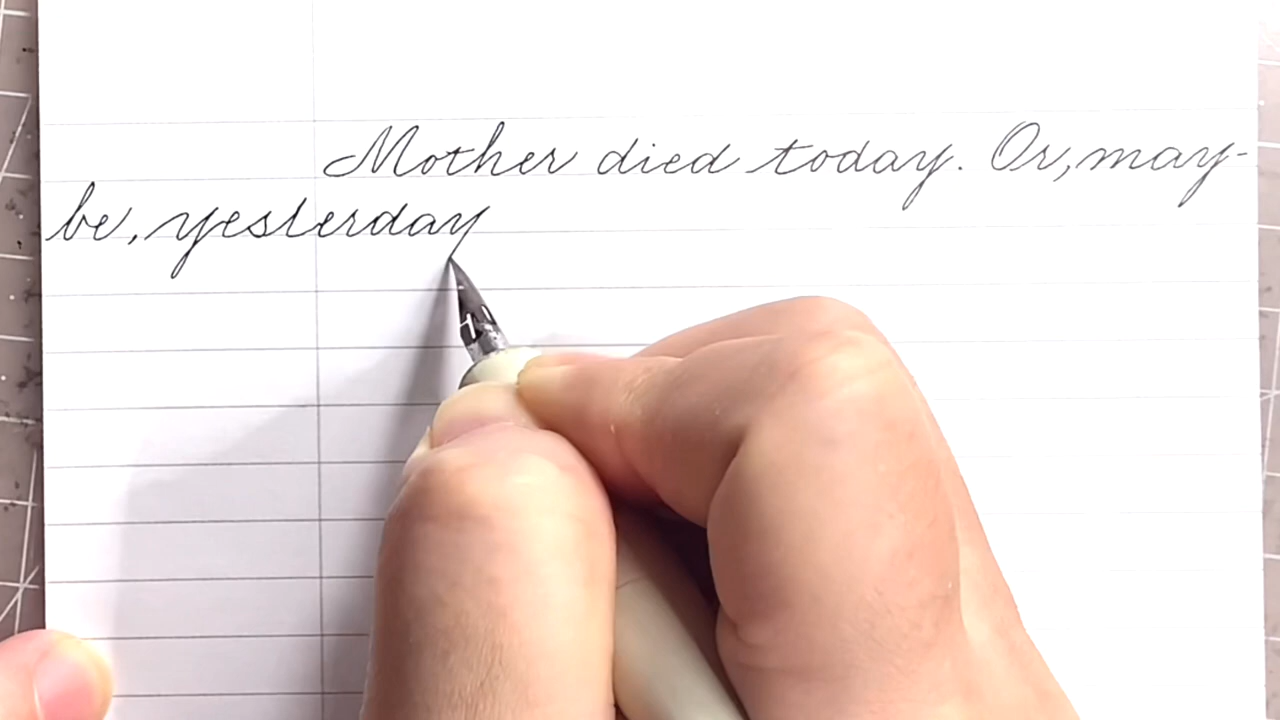 Mother died today. Or, may-
be, yesterday